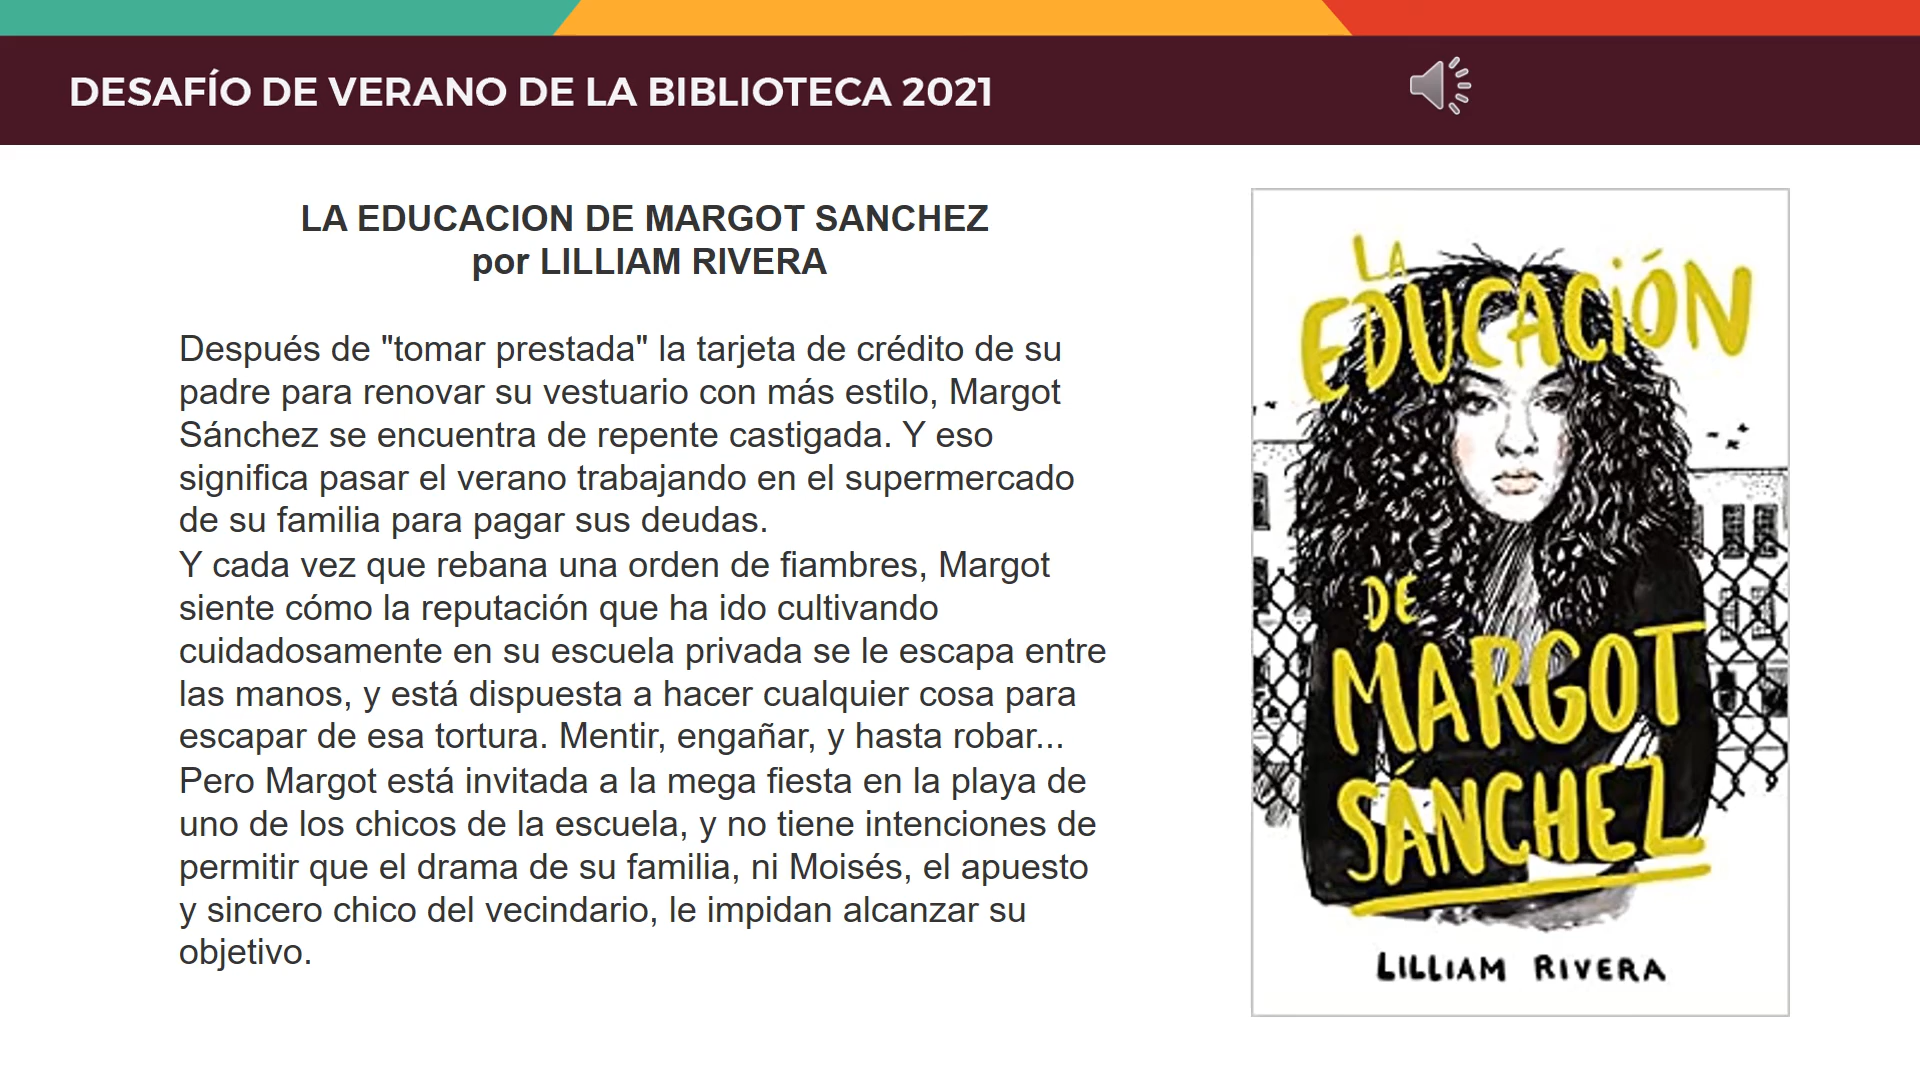 DESAFÍO DE VERANO DE LA BIBLIOTECA 2021
LA EDUCACION DE MARGOT SANCHEZ
por LILLIAM RIVERA
Después de "tomar prestada" la tarjeta de crédito de su
padre para renovar su vestuario con más estilo, Margot
Sánchez se encuentra de repente castigada. Y eso
significa pasar el verano trabajando en el supermercado
de su familia para pagar sus deudas.
Y cada vez que rebana una orden de fiambres, Margot
siente cómo la reputación que ha ido cultivando
cuidadosamente en su escuela privada se le escapa entre
las manos, y está dispuesta a hacer cualquier cosa para
escapar de esa tortura. Mentir, engañar, y hasta robar...
Pero Margot está invitada a la mega fiesta en la playa de
uno de los chicos de la escuela, y no tiene intenciones de
permitir que el drama de su familia, ni Moisés, el apuesto
y sincero chico del vecindario, le impidan alcanzar su
objetivo.
LA
EDUCACIÓN
DE
MARGOT
SÁNCHEZ
LILLIAM RIVERA